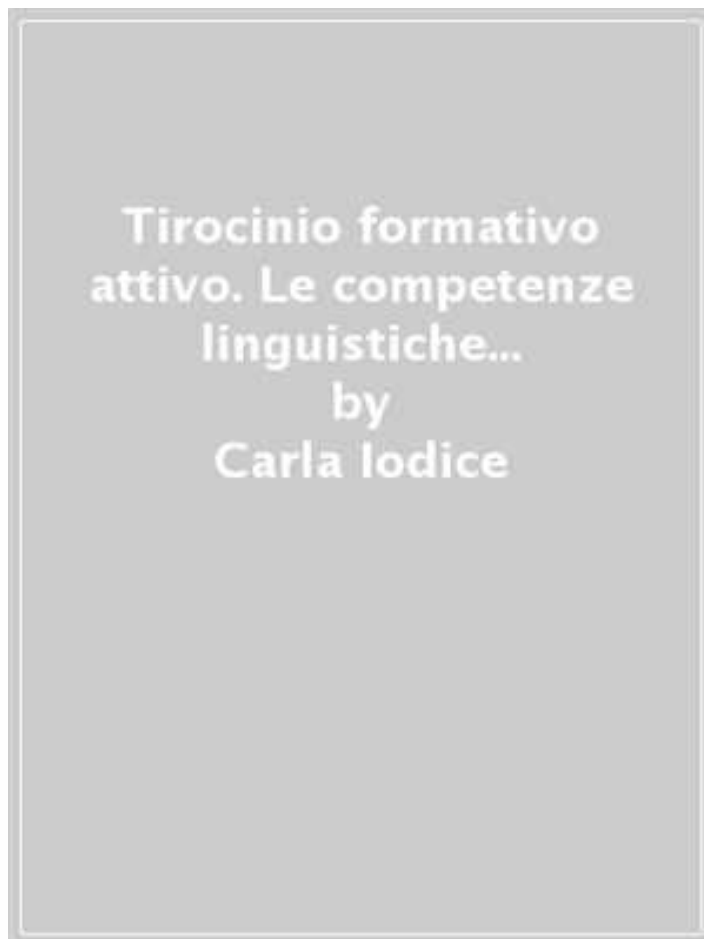 Tirocinio formativo
attivo. Le competenze
linguistiche...
by
Carla Iodice